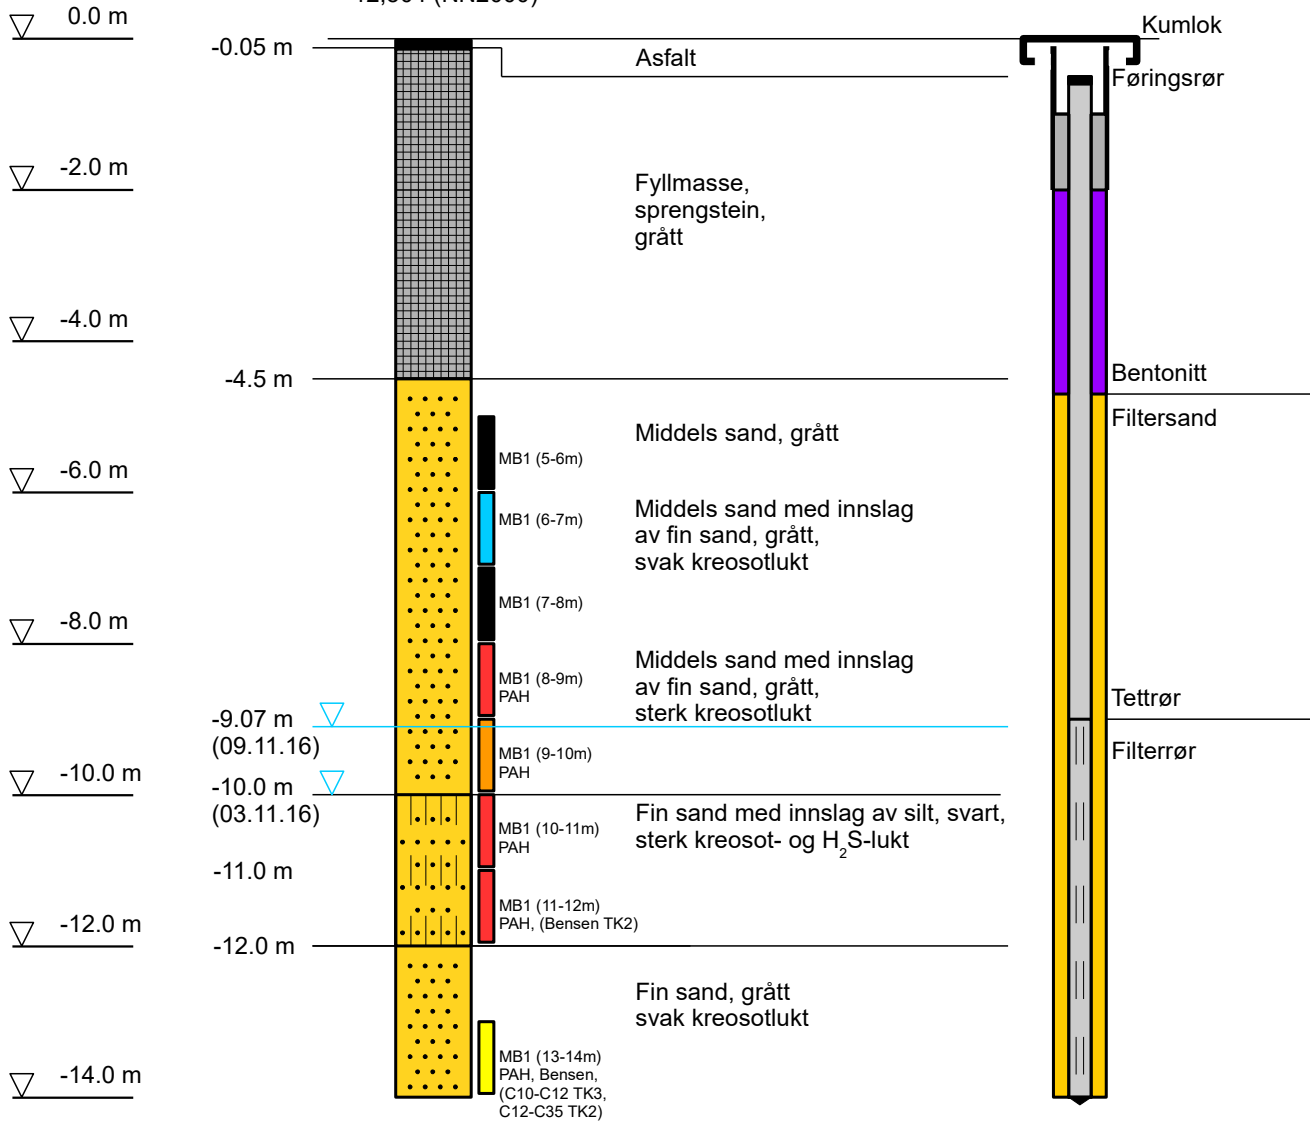 0.0 m
-0.05 m
Asfalt
Kumlok
Føringsrør
-2.0 m
Fyllmasse,
sprengstein,
grått
-4.0 m
-4.5 m
Bentonitt
Filtersand
Middels sand, grått
MB1 (5-6m)
-6.0 m
MB1 (6-7m)
Middels sand med innslag
av fin sand, grått,
svak kreosotlukt
MB1 (7-8m)
-8.0 m
MB1 (8-9m)
PAH
Middels sand med innslag
av fin sand, grått,
sterk kreosotlukt
Tettrør
-9.07 m
(09.11.16)
MB1 (9-10m)
PAH
Filterrør
-10.0 m
-10.0 m
(03.11.16)
MB1 (10-11m)
PAH
Fin sand med innslag av silt, svart,
sterk kreosot- og H2S-lukt
-11.0 m
MB1 (11-12m)
PAH, (Bensen TK2)
-12.0 m
-12.0 m
Fin sand, grått
svak kreosotlukt
MB1 (13-14m)
PAH, Bensen,
(C10-C12 TK3,
C12-C35 TK2)
-14.0 m